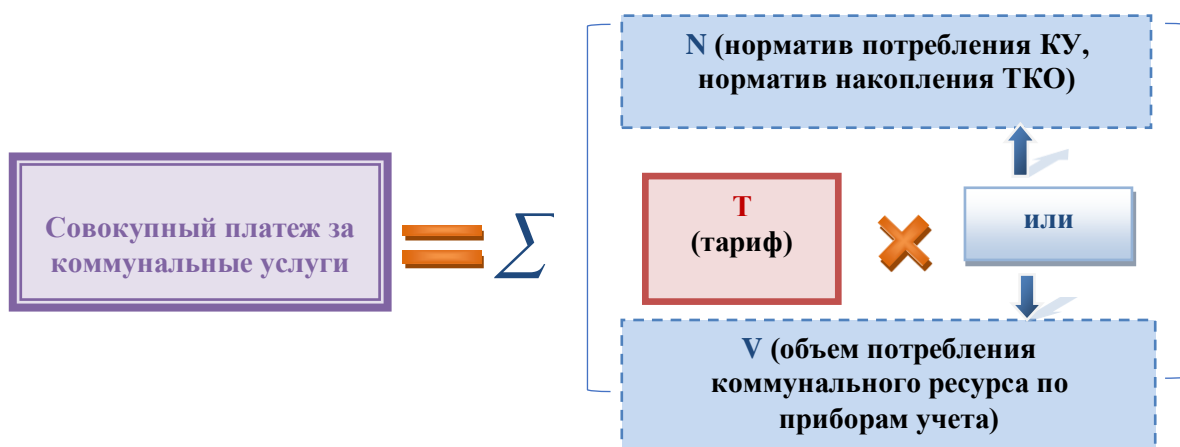 N (норматив потребления КУ,
норматив накопления ТКО)
Совокупный платеж за
коммунальные услуги
= ∑
Т
(тариф)
×
или
V (объем потребления
коммунального ресурса по
приборам учета)